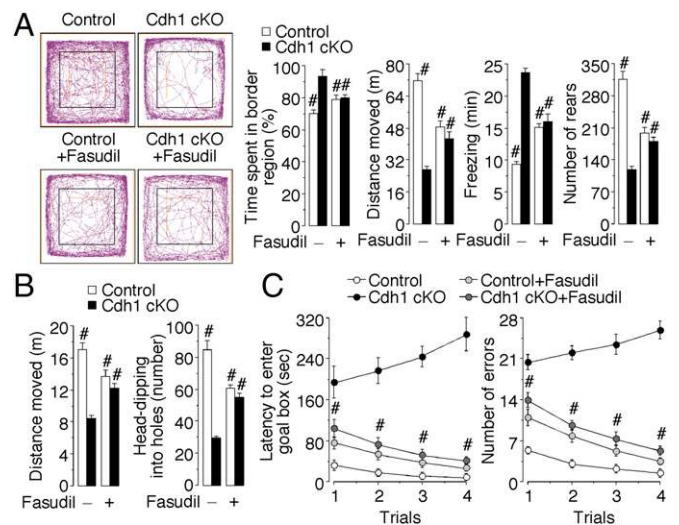 A
Control
Cdh1 cKO
Control
+Fasudil
Cdh1 cKO
+Fasudil
Control
Cdh1 cKO
Time spent in border
region (%)
100
80
60
40
20
0
#
##
Fasudil – +
Distance moved (m)
80
64
48
32
16
0
#
#
#
Fasudil – +
Freezing (min)
25
20
15
10
5
0
#
#
#
Fasudil – +
Number of rears
350
280
210
140
70
0
#
#
#
Fasudil – +
B
Control
Cdh1 cKO
Distance moved (m)
20
16
12
8
4
0
#
#
#
Fasudil – +
Head-dipping
into holes (number)
100
80
60
40
20
0
#
#
#
Fasudil – +
C
Control
Control+Fasudil
Cdh1 cKO
Cdh1 cKO+Fasudil
Latency to enter
goal box (sec)
320
240
160
80
0
#
#
#
#
1 2 3 4
Trials
Number of errors
28
21
14
7
0
#
#
#
#
1 2 3 4
Trials